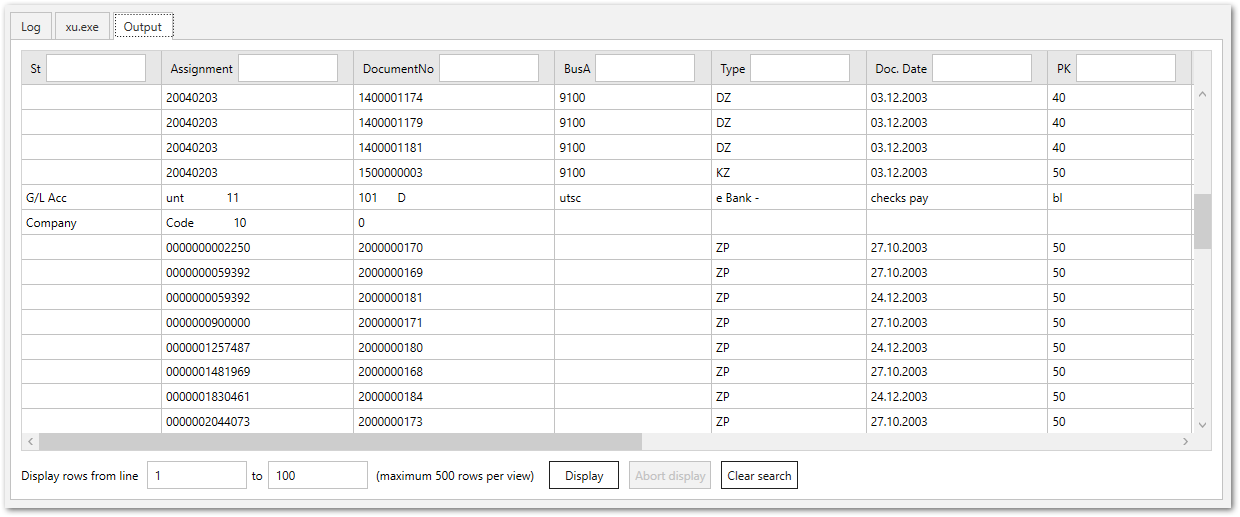 Log xu.exe Output
St Assignment DocumentNo BusA Type Doc. Date PK
20040203 1400001174 9100 DZ 03.12.2003 40
20040203 1400001179 9100 DZ 03.12.2003 40
20040203 1400001181 9100 DZ 03.12.2003 40
20040203 1500000003 9100 KZ 03.12.2003 50
G/L Acc unt 11 101 D utsc e Bank - checks pay bl
Company Code 10 0
0000000002250 2000000170 ZP 27.10.2003 50
0000000059392 2000000169 ZP 27.10.2003 50
0000000059392 2000000181 ZP 24.12.2003 50
0000000900000 2000000171 ZP 27.10.2003 50
0000001257487 2000000180 ZP 24.12.2003 50
0000001481969 2000000168 ZP 27.10.2003 50
0000001830461 2000000184 ZP 24.12.2003 50
0000002044073 2000000173 ZP 27.10.2003 50
Display rows from line 1 to 100 (maximum 500 rows per view) Display Abort display Clear search